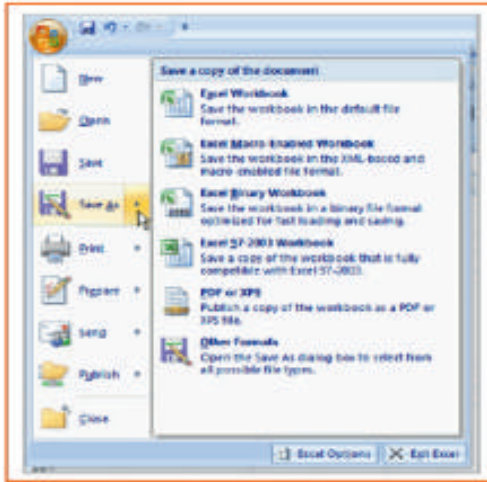 New
Open
Save
Save As
Print
Prepare
Send
Publish
Close
Save a copy of the document
Excel Workbook
Save the workbook in the default file
format.
Excel Macro-Enabled Workbook
Save the workbook in the XML-based and
macro-enabled file format.
Excel Binary Workbook
Save the workbook in a binary file format
optimized for fast loading and saving.
Excel 97-2003 Workbook
Save a copy of the workbook that is fully
compatible with Excel 97-2003.
PDF or XPS
Publish a copy of the workbook as a PDF or
XPS file.
Other Formats
Open the Save As dialog box to select from
all possible file types.
Excel Options
Exit Excel